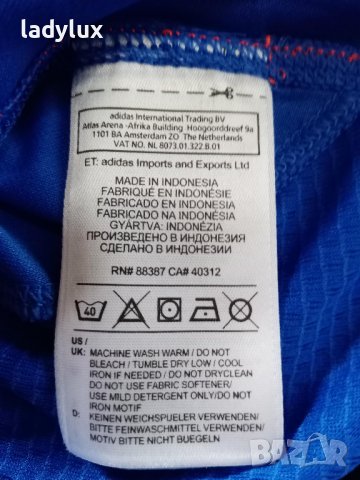 ladylux
adidas International Trading BV
Atlas Arena -Afrika Building Hoogoorddreef 9a
1101 BA Amsterdam ZO The Netherlands
VAT NO. NL 8073.01.322.B.01
ET: adidas Imports and Exports Ltd
MADE IN INDONESIA
FABRIQUÉ EN INDONÉSIE
FABRICADO EN INDONESIA
FABRICADO NA INDONÉSIA
GYÁRTVA: INDONÉZIA
ПРОИЗВЕДЕНО В ИНДОНЕЗИЯ
СДЕЛАНО В ИНДОНЕЗИИ
RN# 88387 CA# 40312
40
US /
UK: MACHINE WASH WARM / DO NOT
BLEACH / TUMBLE DRY LOW / COOL
IRON IF NEEDED / DO NOT DRYCLEAN
DO NOT USE FABRIC SOFTENER/
USE MILD DETERGENT ONLY/DO NOT
IRON MOTIF
D: KEINEN WEICHSPUELER VERWENDEN/
BITTE FEINWASCHMITTEL VERWENDEN/
MOTIV BITTE NICHT BUEGELN
BAZAR